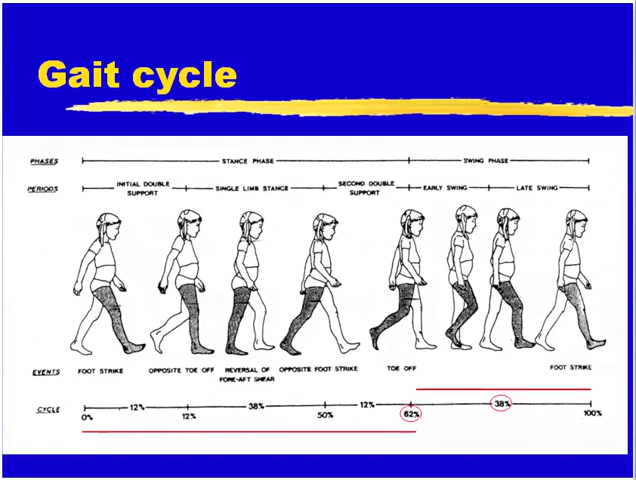 Gait cycle
PHASES STANCE PHASE SWING PHASE
PERIODS INITIAL DOUBLE SUPPORT SINGLE LIMB STANCE SECOND DOUBLE SUPPORT EARLY SWING LATE SWING
EVENTS FOOT STRIKE OPPOSITE TOE OFF REVERSAL OF FORE-AFT SHEAR OPPOSITE FOOT STRIKE TOE OFF FOOT STRIKE
CYCLE 12% 38% 12% 38%
0% 12% 50% 62% 100%